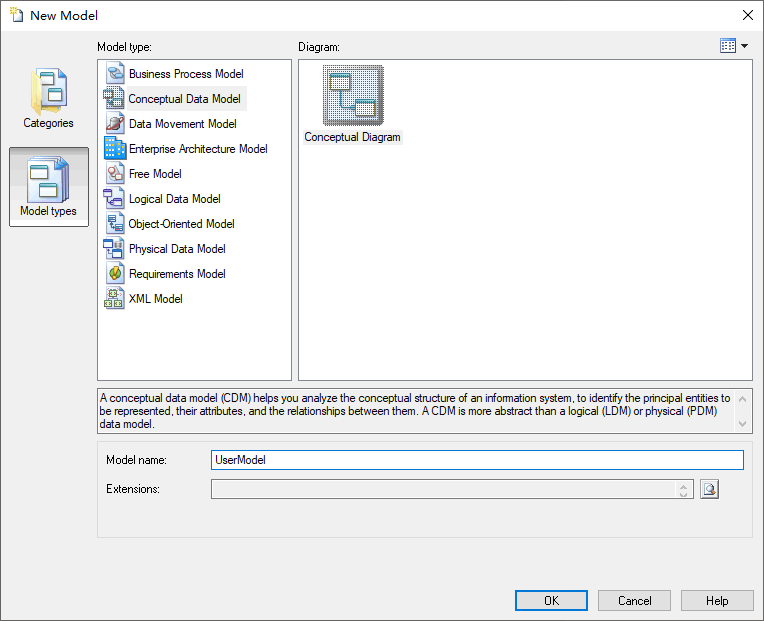 New Model
Model type:
Diagram:
Categories
Model types
Business Process Model
Conceptual Data Model
Data Movement Model
Enterprise Architecture Model
Free Model
Logical Data Model
Object-Oriented Model
Physical Data Model
Requirements Model
XML Model
Conceptual Diagram
A conceptual data model (CDM) helps you analyze the conceptual structure of an information system, to identify the principal entities to
be represented, their attributes, and the relationships between them. A CDM is more abstract than a logical (LDM) or physical (PDM)
data model.
Model name:
UserModel
Extensions:
OK
Cancel
Help